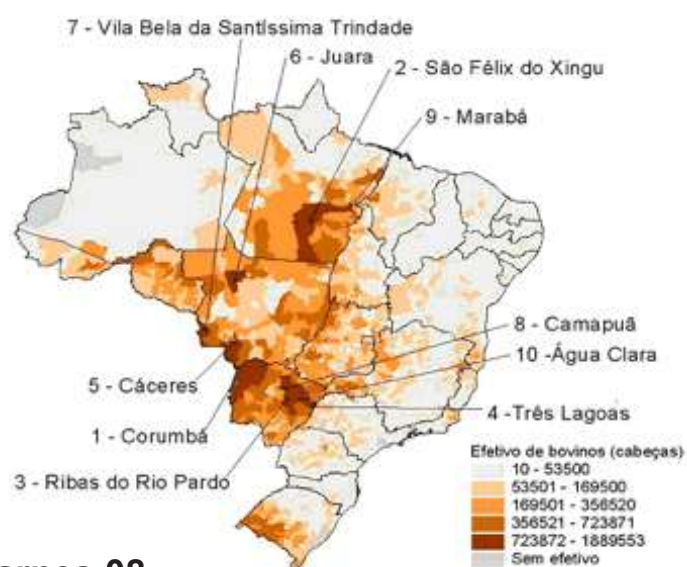 7 - Vila Bela da Santíssima Trindade
6 - Juara
2 - São Félix do Xingu
9 - Marabá
8 - Camapuã
10 -Água Clara
5 - Cáceres
4 -Três Lagoas
1 - Corumbá
3 - Ribas do Rio Pardo
Efetivo de bovinos (cabeças)
10 - 53500
53501 - 169500
169501 - 356520
356521 - 723871
723872 - 1889553
Sem efetivo